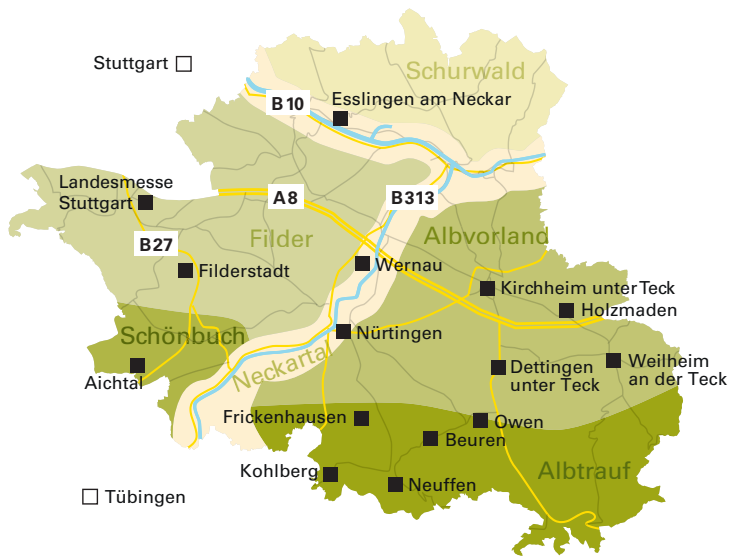 Stuttgart
Schurwald
B10
Esslingen am Neckar
Landesmesse
Stuttgart
A8
B313
B27
Filder
Albvorland
Filderstadt
Wernau
Kirchheim unter Teck
Holzmaden
Schönbuch
Nürtingen
Neckartal
Aichtal
Dettingen
unter Teck
Weilheim
an der Teck
Frickenhausen
Owen
Beuren
Kohlberg
Neuffen
Albtrauf
Tübingen